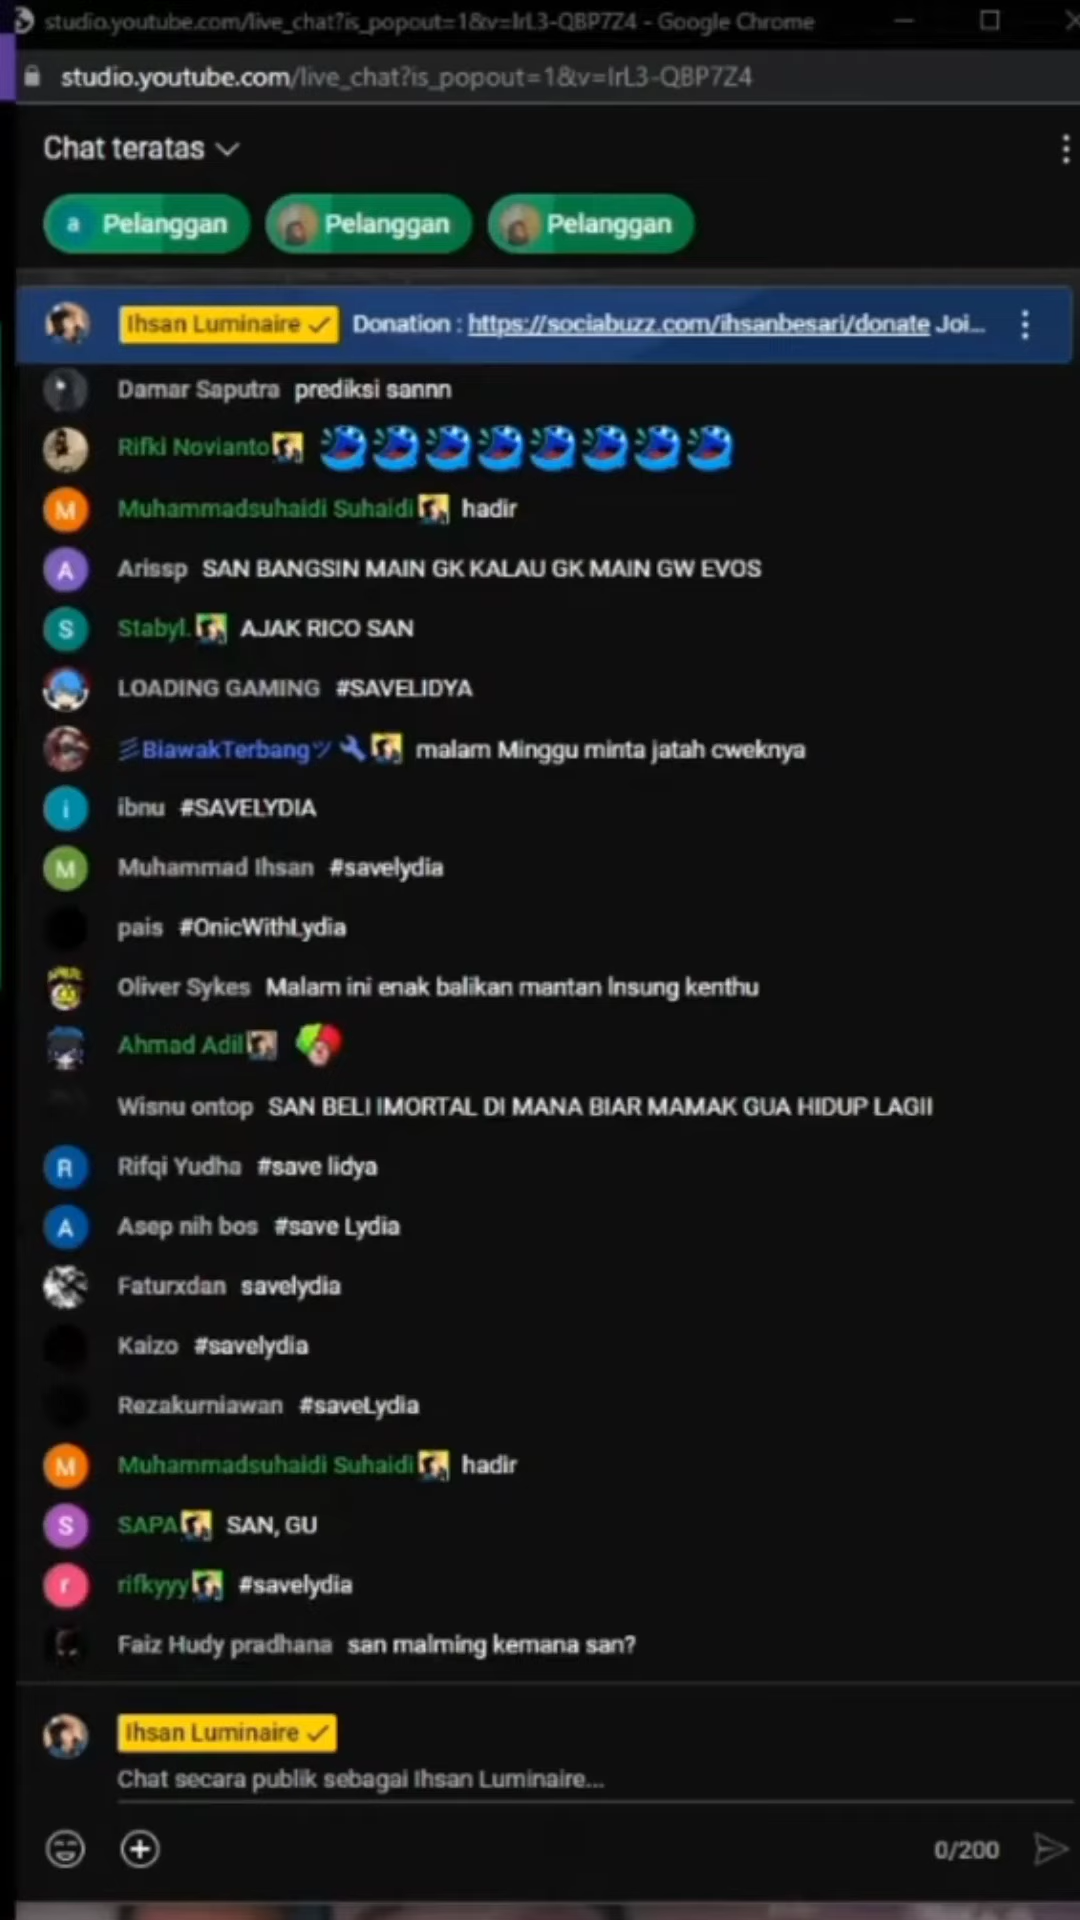 studio.youtube.com/live_chat?is_popout=1&v=IrL3-QBP7Z4 - Google Chrome
studio.youtube.com/live_chat?is_popout=1&v=IrL3-QBP7Z4
Chat teratas
a Pelanggan Pelanggan Pelanggan
Ihsan Luminaire Donation : https://sociabuzz.com/ihsanbesari/donate Joi...
Damar Saputra prediksi sannn
Rifki Novianto
M Muhammadsuhaidi Suhaidi hadir
A Arissp SAN BANGSIN MAIN GK KALAU GK MAIN GW EVOS
S Stabyl. AJAK RICO SAN
LOADING GAMING #SAVELIDYA
彡BiawakTerbangツ malam Minggu minta jatah cweknya
i ibnu #SAVELYDIA
M Muhammad Ihsan #savelydia
pais #OnicWithLydia
Oliver Sykes Malam ini enak balikan mantan lnsung kenthu
Ahmad Adil
Wisnu ontop SAN BELI IMORTAL DI MANA BIAR MAMAK GUA HIDUP LAGII
R Rifqi Yudha #save lidya
A Asep nih bos #save Lydia
Faturxdan savelydia
Kaizo #savelydia
Rezakurniawan #saveLydia
M Muhammadsuhaidi Suhaidi hadir
S SAPA SAN, GU
r rifkyyy #savelydia
Faiz Hudy pradhana san malming kemana san?
Ihsan Luminaire
Chat secara publik sebagai Ihsan Luminaire...
0/200